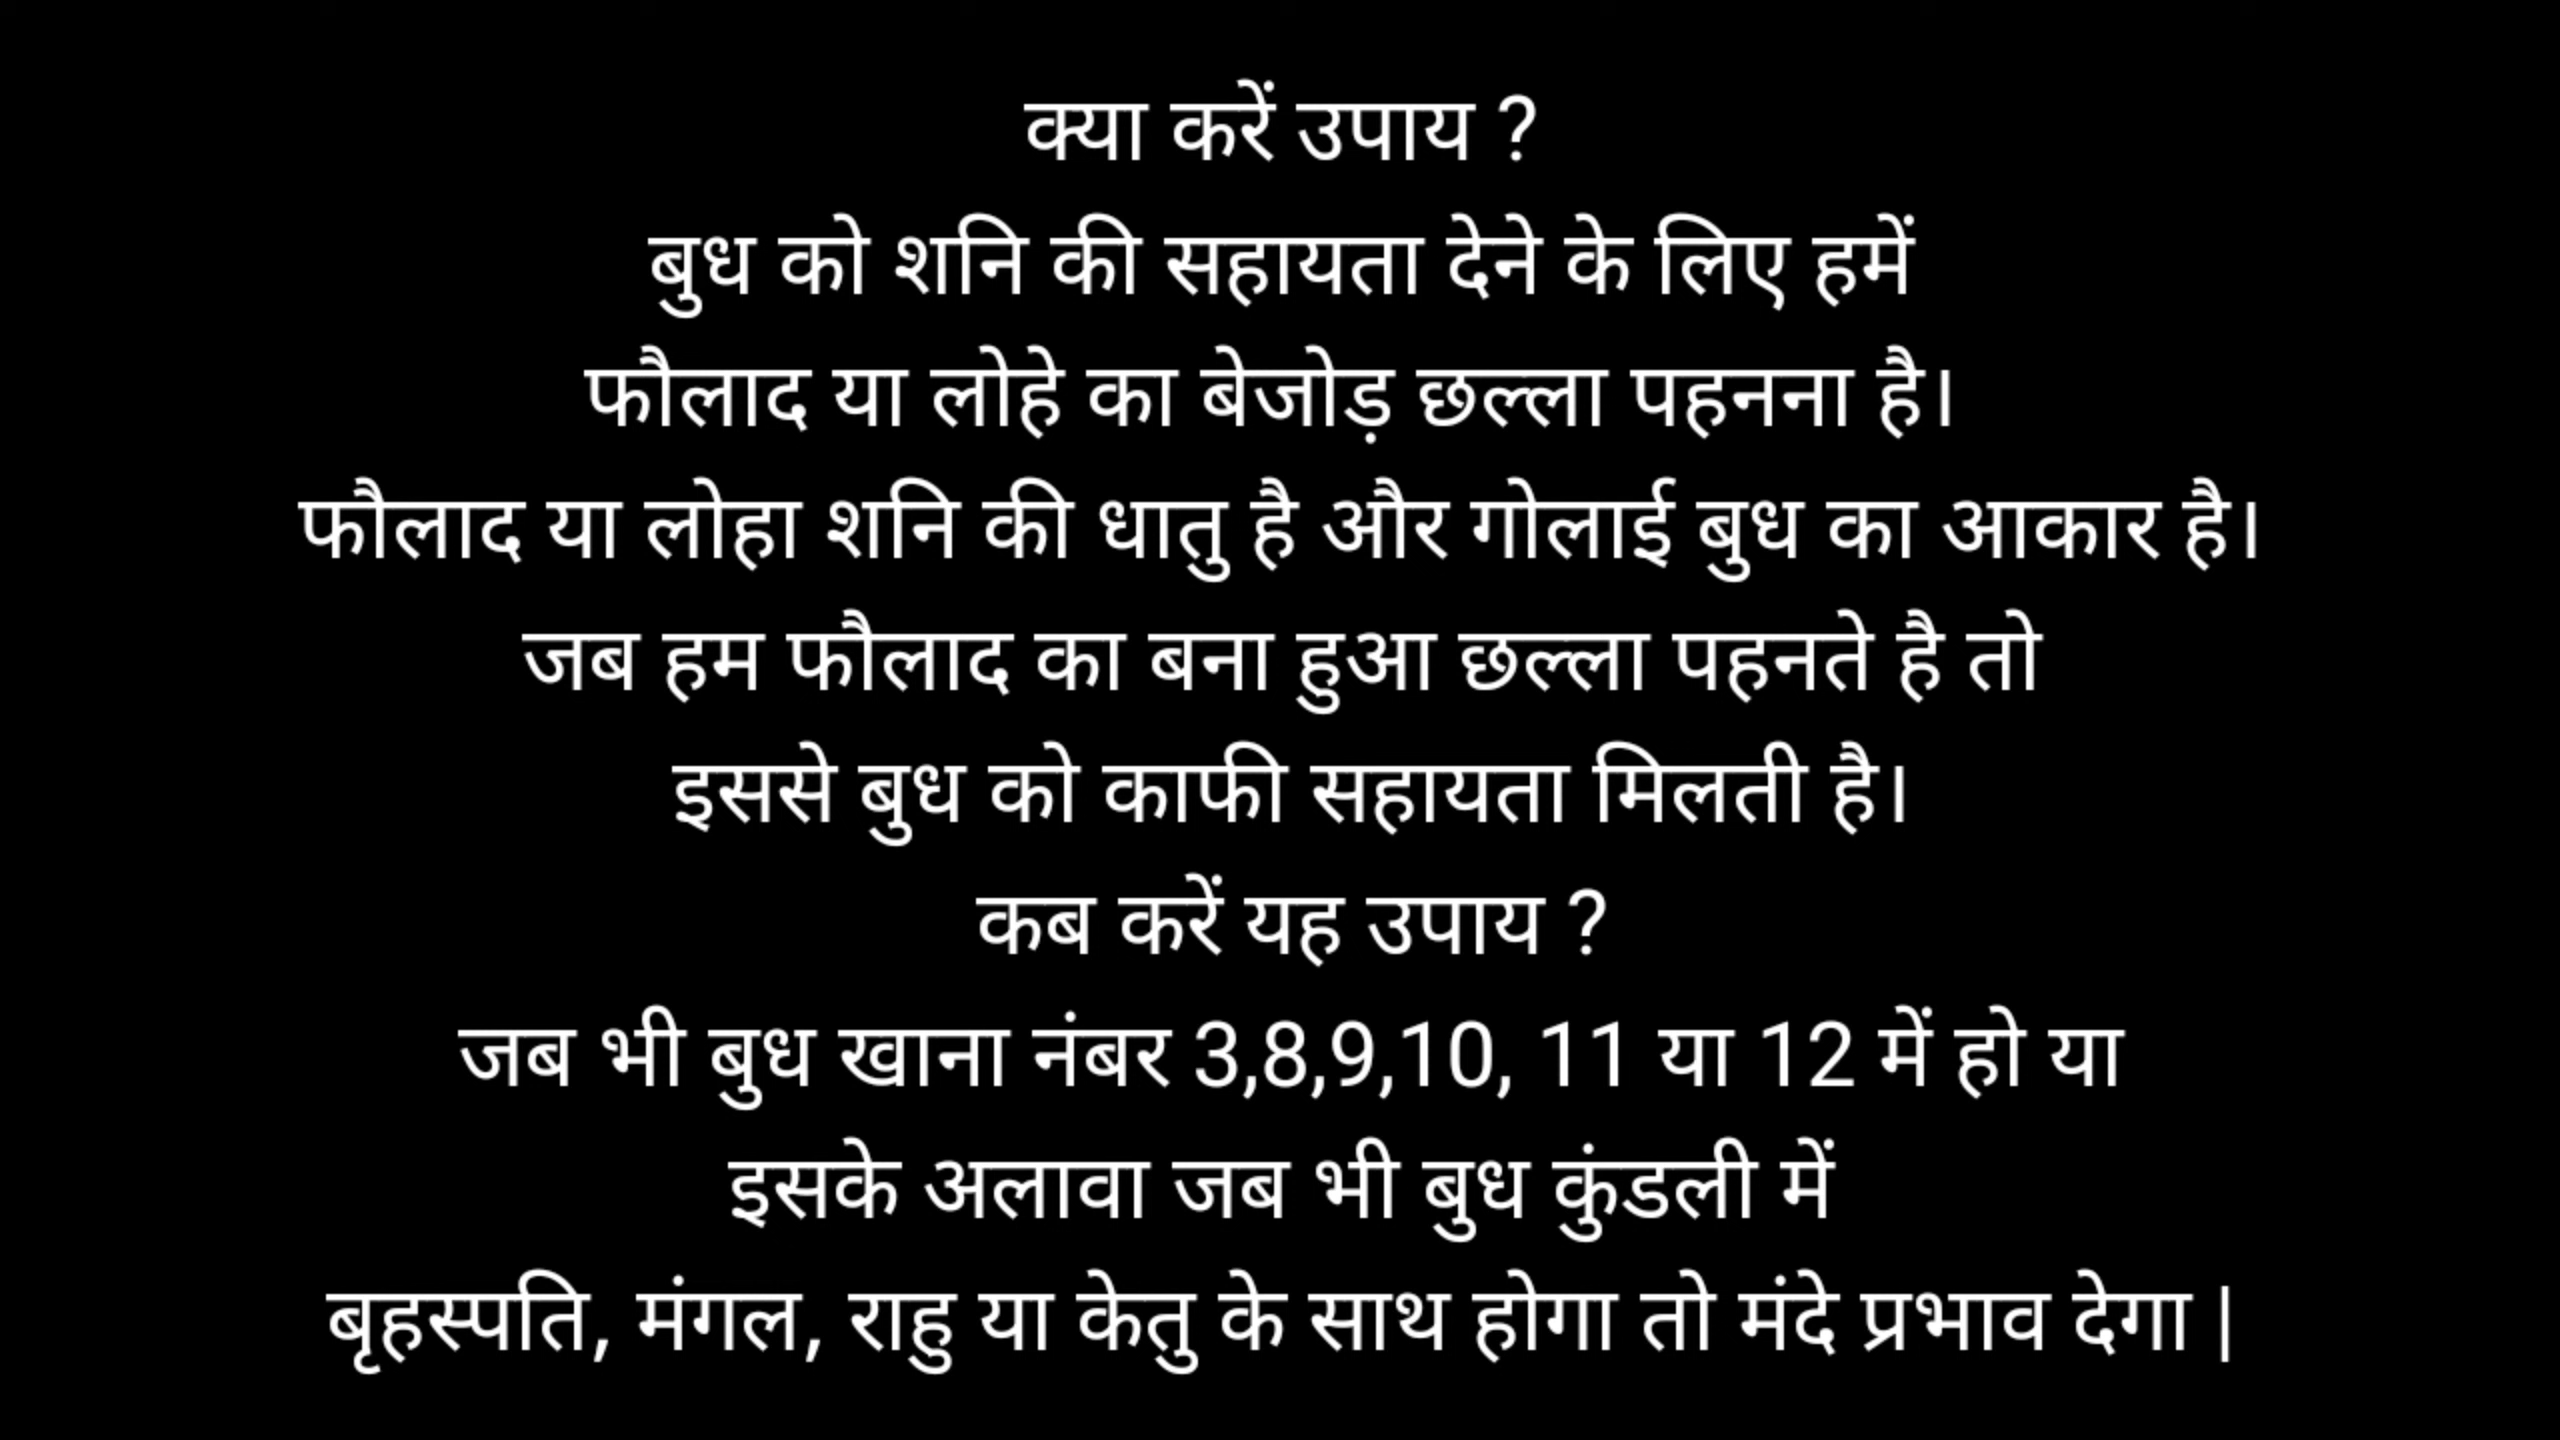 क्या करें उपाय ?
बुध को शनि की सहायता देने के लिए हमें
फौलाद या लोहे का बेजोड़ छल्ला पहनना है।
फौलाद या लोहा शनि की धातु है और गोलाई बुध का आकार है।
जब हम फौलाद का बना हुआ छल्ला पहनते है तो
इससे बुध को काफी सहायता मिलती है।
कब करें यह उपाय ?
जब भी बुध खाना नंबर 3,8,9,10, 11 या 12 में हो या
इसके अलावा जब भी बुध कुंडली में
बृहस्पति, मंगल, राहु या केतु के साथ होगा तो मंदे प्रभाव देगा |